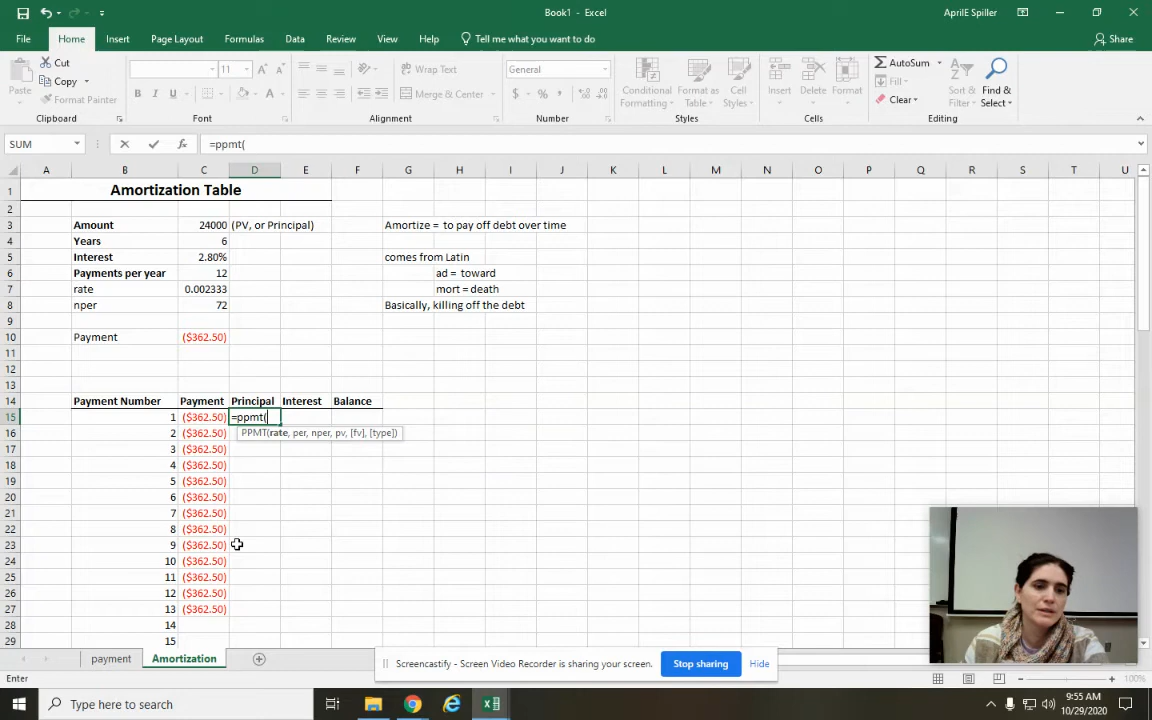 Book1 - Excel
AprilE Spiller
File Home Insert Page Layout Formulas Data Review View Help Tell me what you want to do Share
Paste
Cut
Copy
Format Painter
Clipboard
11
A A
B I U
Font
Wrap Text
Merge & Center
Alignment
General
$ % ,
Number
Conditional Formatting
Format as Table
Cell Styles
Styles
Insert Delete Format
Cells
AutoSum
Fill
Clear
Sort & Filter
Find & Select
Editing
SUM
fx
=ppmt(
A B C D E F G H I J K L M N O P Q R S T U
1 Amortization Table
2
3 Amount 24000 (PV, or Principal) Amortize = to pay off debt over time
4 Years 6
5 Interest 2.80% comes from Latin
6 Payments per year 12 ad = toward
7 rate 0.002333 mort = death
8 nper 72 Basically, killing off the debt
9
10 Payment ($362.50)
11
12
13
14 Payment Number Payment Principal Interest Balance
15 1 ($362.50) =ppmt(
16 2 ($362.50) PPMT(rate, per, nper, pv, [fv], [type])
17 3 ($362.50)
18 4 ($362.50)
19 5 ($362.50)
20 6 ($362.50)
21 7 ($362.50)
22 8 ($362.50)
23 9 ($362.50)
24 10 ($362.50)
25 11 ($362.50)
26 12 ($362.50)
27 13 ($362.50)
28 14
29 15
payment Amortization
Screencastify - Screen Video Recorder is sharing your screen. Stop sharing Hide
Enter
100%
Type here to search
9:55 AM
10/29/2020